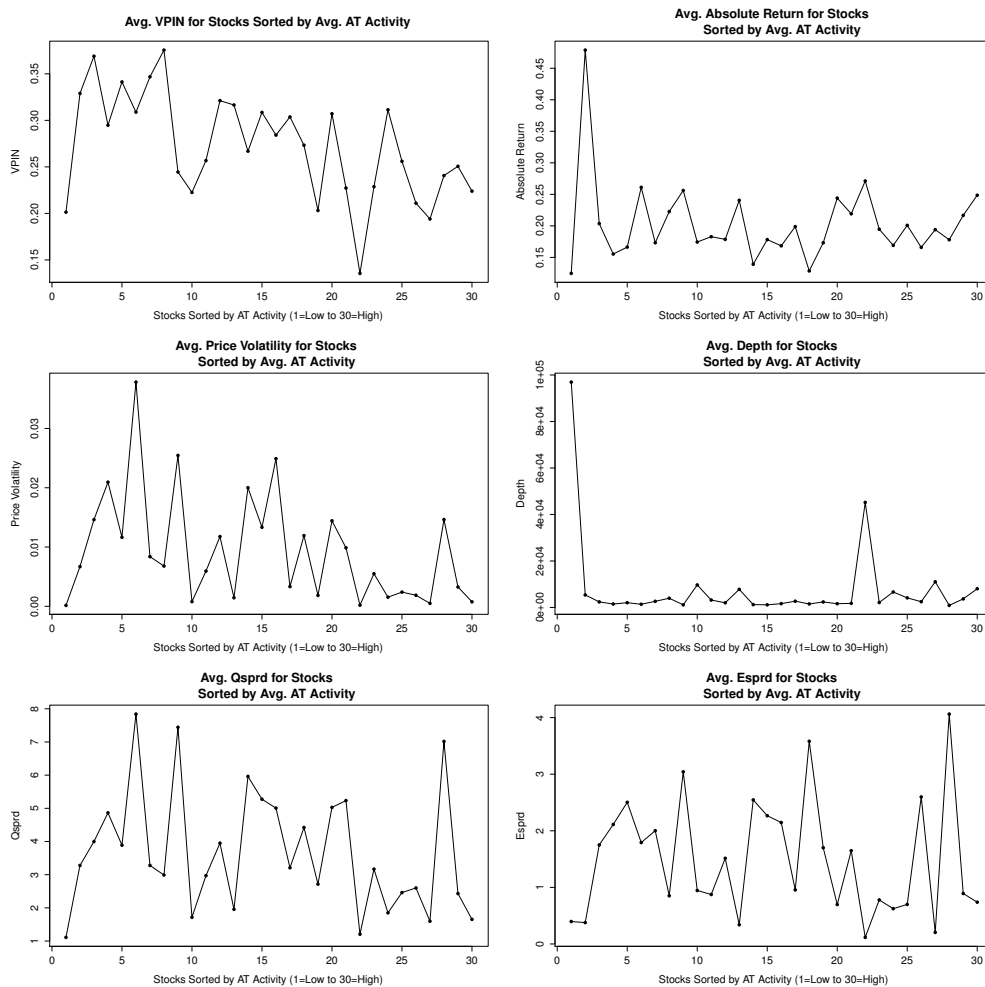 Avg. VPIN for Stocks Sorted by Avg. AT Activity
VPIN
0.35
0.30
0.25
0.20
0.15
0 5 10 15 20 25 30
Stocks Sorted by AT Activity (1=Low to 30=High)
Avg. Absolute Return for Stocks
Sorted by Avg. AT Activity
Absolute Return
0.45
0.40
0.35
0.30
0.25
0.20
0.15
0 5 10 15 20 25 30
Stocks Sorted by AT Activity (1=Low to 30=High)
Avg. Price Volatility for Stocks
Sorted by Avg. AT Activity
Price Volatility
0.03
0.02
0.01
0.00
0 5 10 15 20 25 30
Stocks Sorted by AT Activity (1=Low to 30=High)
Avg. Depth for Stocks
Sorted by Avg. AT Activity
Depth
1e+05
8e+04
6e+04
4e+04
2e+04
0e+00
0 5 10 15 20 25 30
Stocks Sorted by AT Activity (1=Low to 30=High)
Avg. Qsprd for Stocks
Sorted by Avg. AT Activity
Qsprd
8
7
6
5
4
3
2
1
0 5 10 15 20 25 30
Stocks Sorted by AT Activity (1=Low to 30=High)
Avg. Esprd for Stocks
Sorted by Avg. AT Activity
Esprd
4
3
2
1
0
0 5 10 15 20 25 30
Stocks Sorted by AT Activity (1=Low to 30=High)